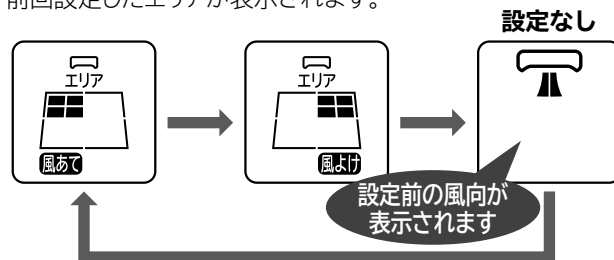 前回設定したエリアが表示されます。
設定なし
エリア
風あて
エリア
風よけ
設定前の風向が
表示されます